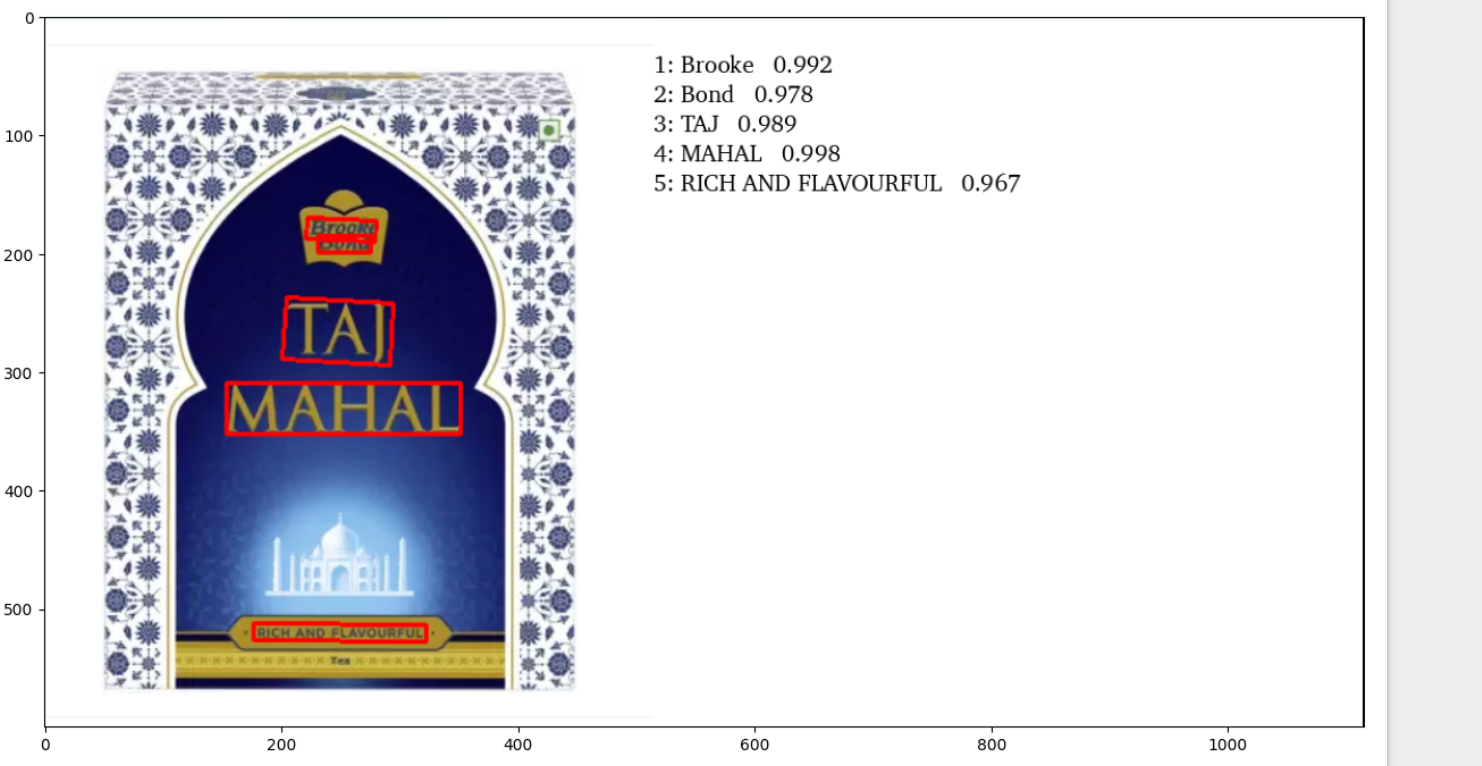 0
100
200
300
400
500
0 200 400 600 800 1000
Brooke
Bond
TAJ
MAHAL
RICH AND FLAVOURFUL
Tea
1: Brooke 0.992
2: Bond 0.978
3: TAJ 0.989
4: MAHAL 0.998
5: RICH AND FLAVOURFUL 0.967